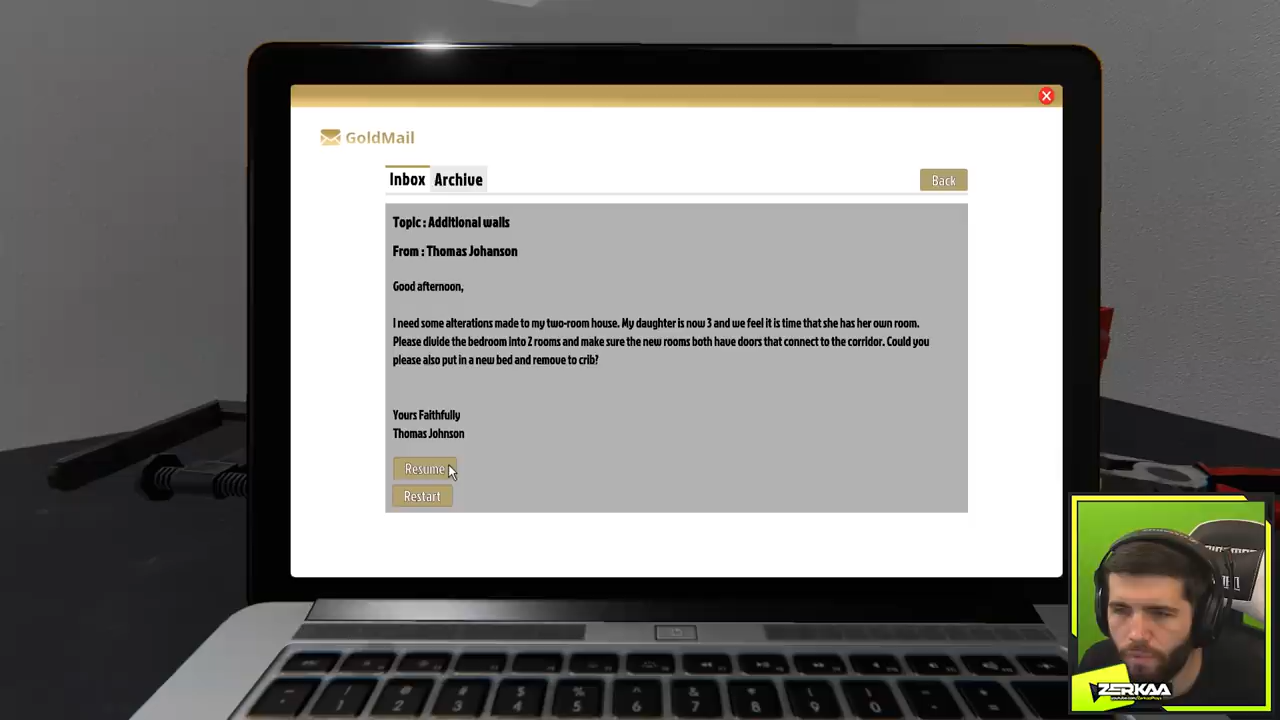 GoldMail
Inbox Archive
Back
Topic : Additional walls
From : Thomas Johanson
Good afternoon,
I need some alterations made to my two-room house. My daughter is now 3 and we feel it is time that she has her own room.
Please divide the bedroom into 2 rooms and make sure the new rooms both have doors that connect to the corridor. Could you
please also put in a new bed and remove to crib?
Yours Faithfully
Thomas Johnson
Resume
Restart
ZERKAA